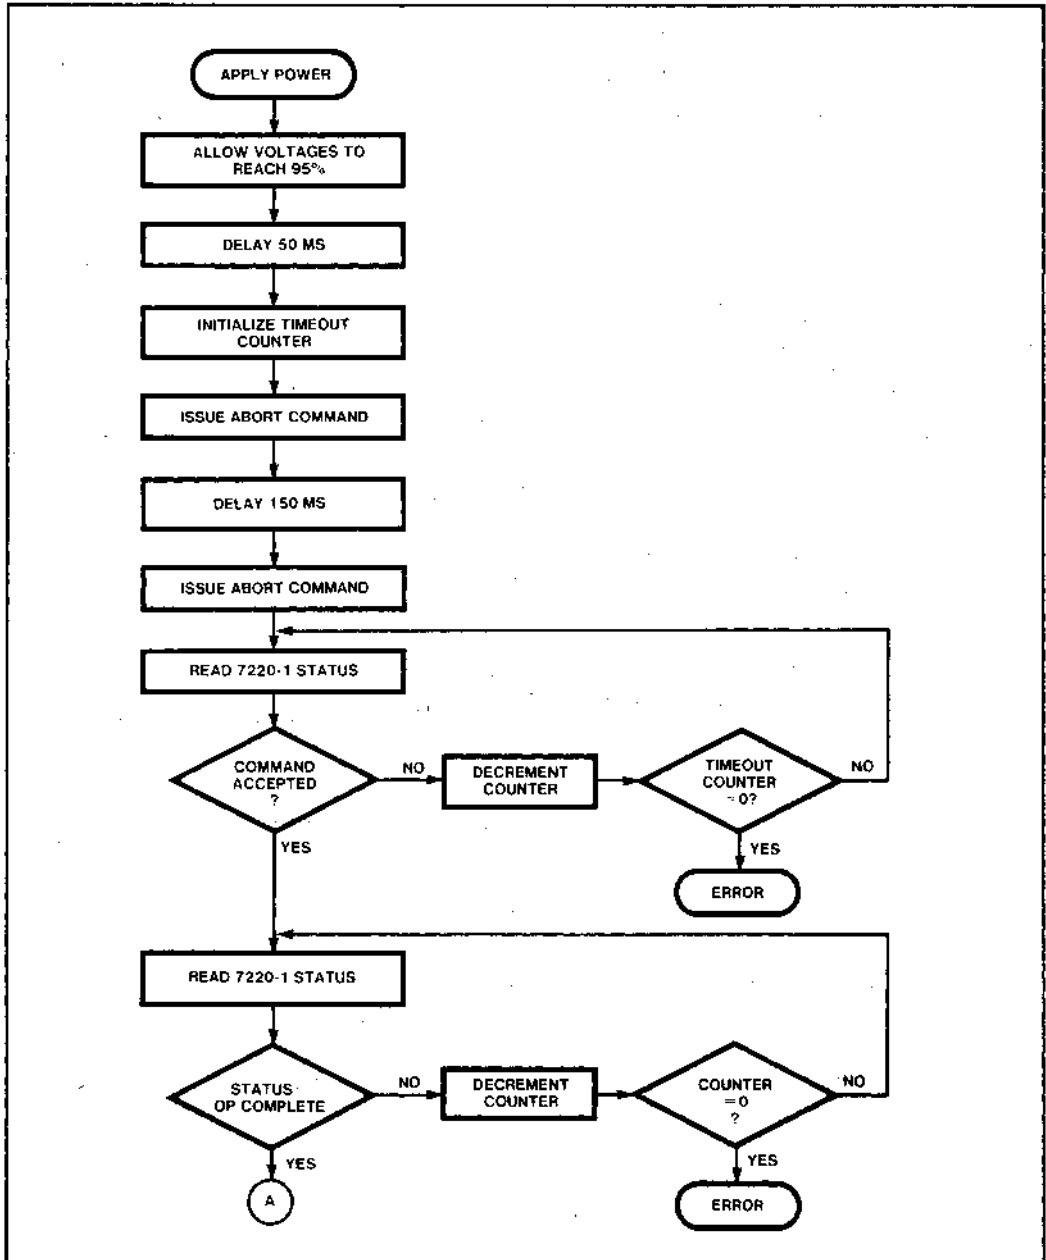 APPLY POWER
ALLOW VOLTAGES TO
REACH 95%
DELAY 50 MS
INITIALIZE TIMEOUT
COUNTER
ISSUE ABORT COMMAND
DELAY 150 MS
ISSUE ABORT COMMAND
READ 7220-1 STATUS
COMMAND
ACCEPTED
?
NO
DECREMENT
COUNTER
TIMEOUT
COUNTER
=0?
NO
YES
YES
ERROR
READ 7220-1 STATUS
STATUS
OP COMPLETE
NO
DECREMENT
COUNTER
COUNTER
=0
?
NO
YES
YES
A
ERROR